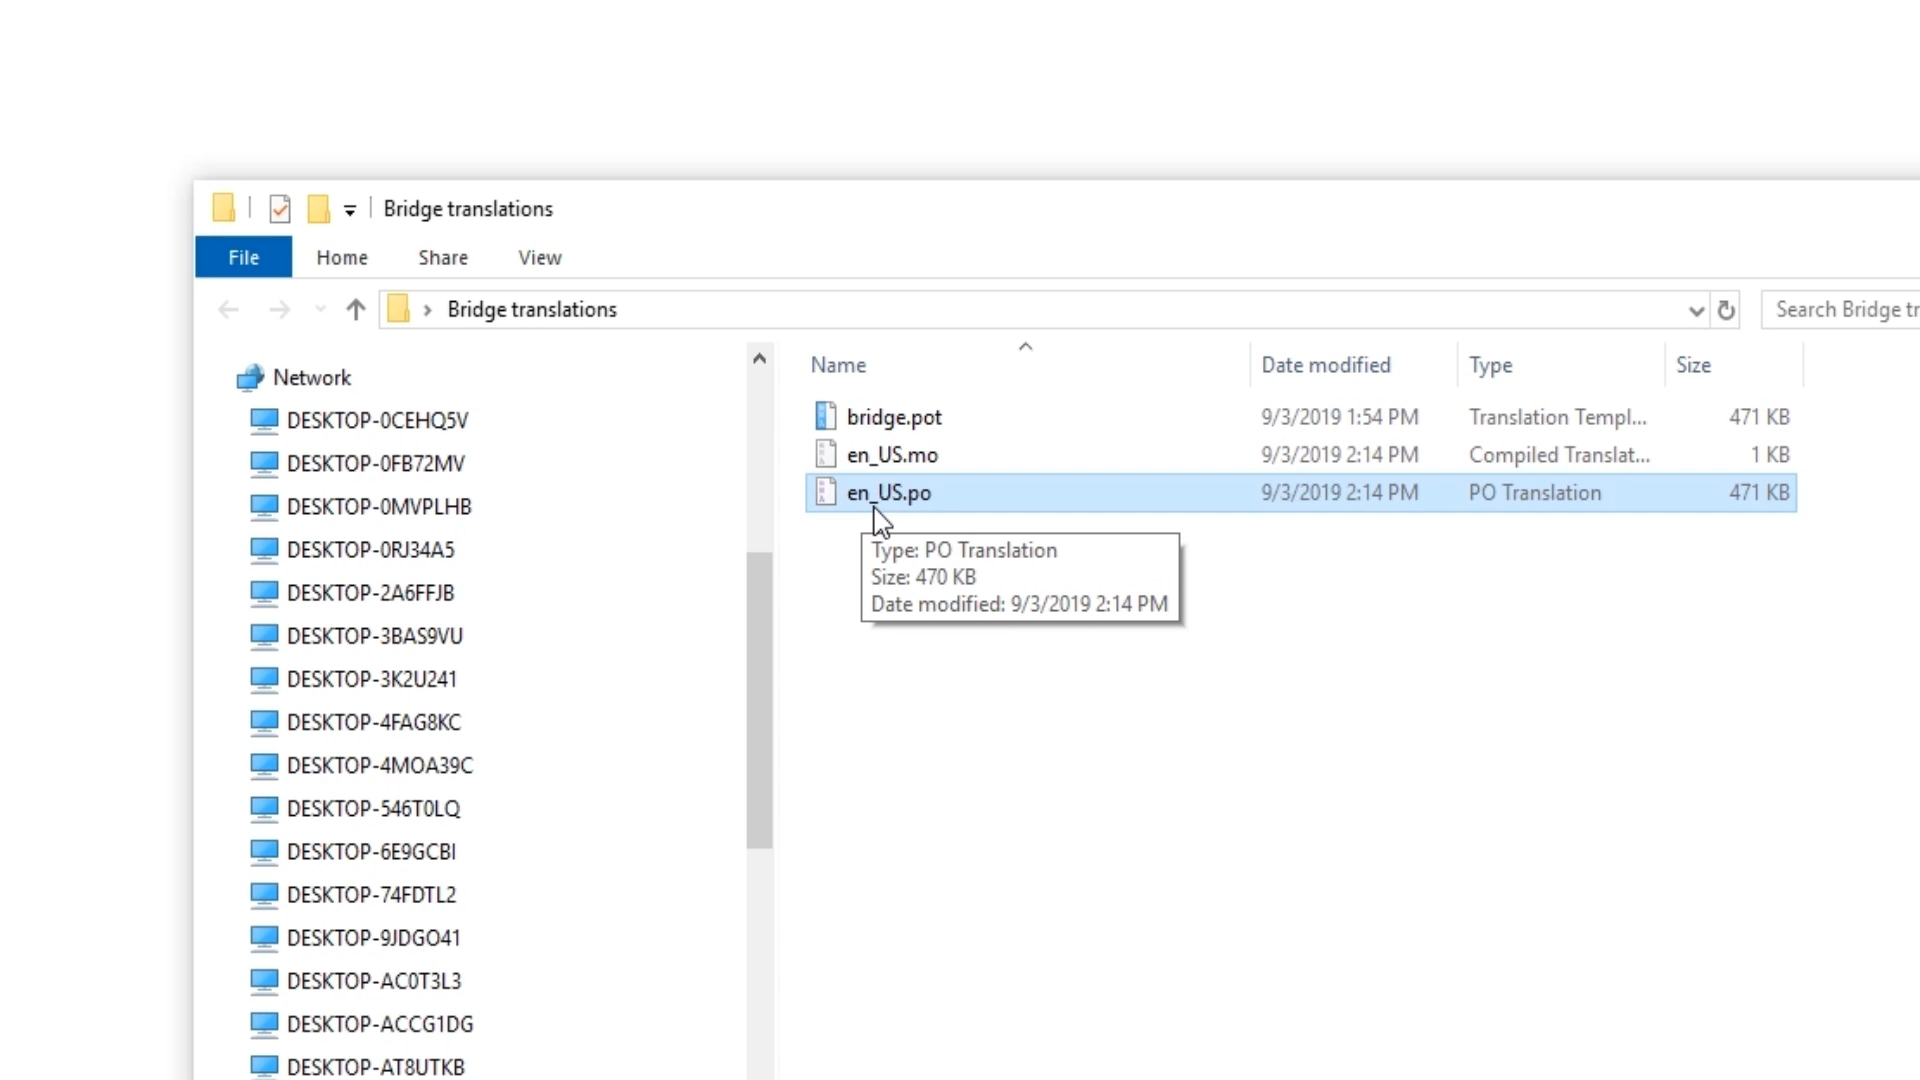 Bridge translations
File Home Share View
Bridge translations
Search Bridge tr
Network
DESKTOP-0CEHQ5V
DESKTOP-0FB72MV
DESKTOP-0MVPLHB
DESKTOP-0RJ34A5
DESKTOP-2A6FFJB
DESKTOP-3BAS9VU
DESKTOP-3K2U241
DESKTOP-4FAG8KC
DESKTOP-4MOA39C
DESKTOP-546T0LQ
DESKTOP-6E9GCBI
DESKTOP-74FDTL2
DESKTOP-9JDGO41
DESKTOP-AC0T3L3
DESKTOP-ACCG1DG
DESKTOP-AT8UTKB
Name Date modified Type Size
bridge.pot 9/3/2019 1:54 PM Translation Templ... 471 KB
en_US.mo 9/3/2019 2:14 PM Compiled Translat... 1 KB
en_US.po 9/3/2019 2:14 PM PO Translation 471 KB
Type: PO Translation
Size: 470 KB
Date modified: 9/3/2019 2:14 PM